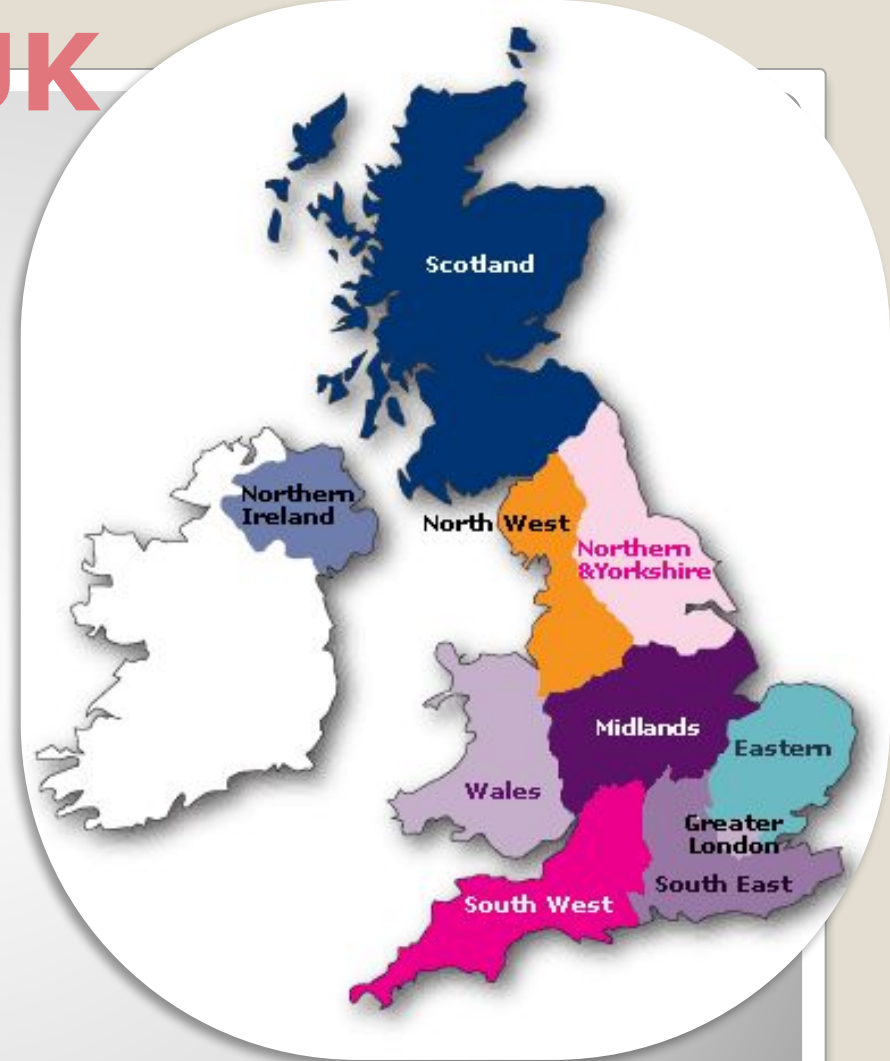 UK
Scotland
Northern
Ireland
North West
Northern
&Yorkshire
Midlands
Eastern
Wales
Greater
London
South East
South West